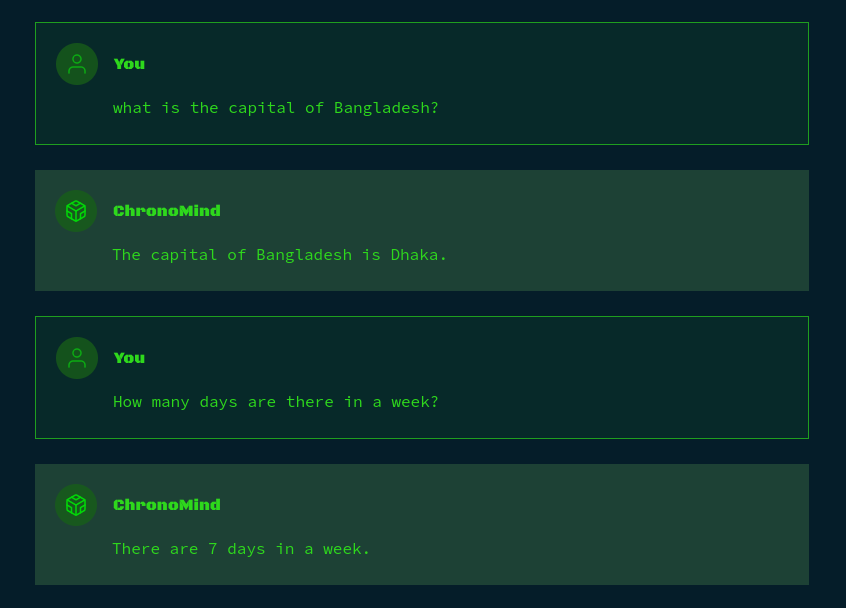 You
what is the capital of Bangladesh?
ChronoMind
The capital of Bangladesh is Dhaka.
You
How many days are there in a week?
ChronoMind
There are 7 days in a week.